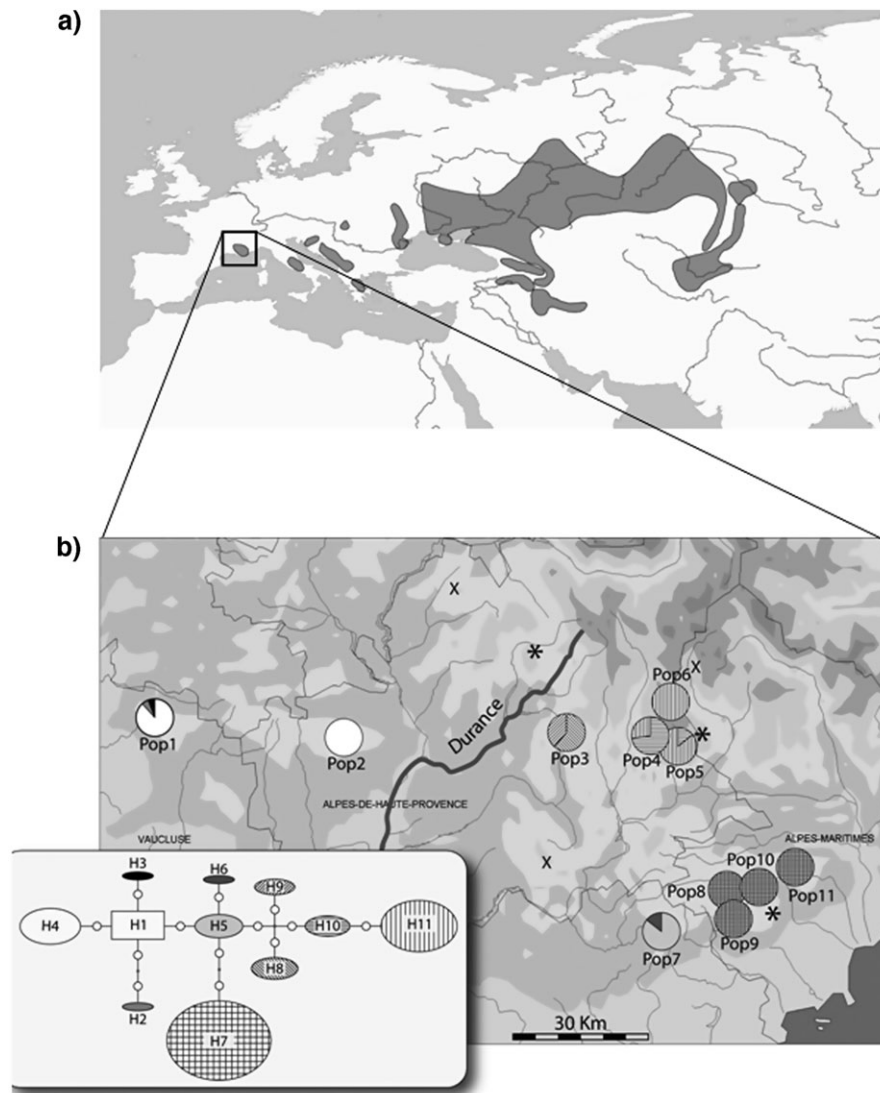 a)
b)
Pop6
X
X
*
*
Durance
Pop1
Pop2
Pop3
Pop4
Pop5
ALPES-DE-HAUTE-PROVENCE
VAUCLUSE
X
ALPES-MARITIMES
Pop10
Pop8
Pop11
*
Pop9
Pop7
H3
H6
H9
H4
H1
H5
H10
H11
H8
H2
H7
30 Km